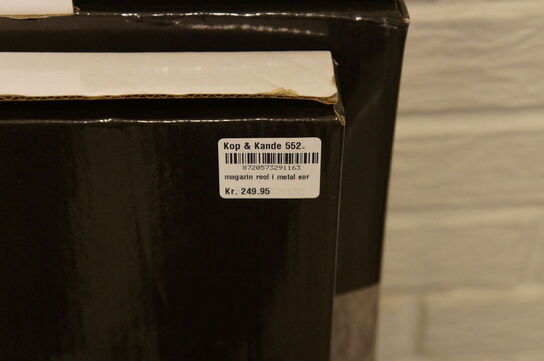 Kop & Kande 552.
8720573291163
magazin reol i metal sor
Kr. 249.95